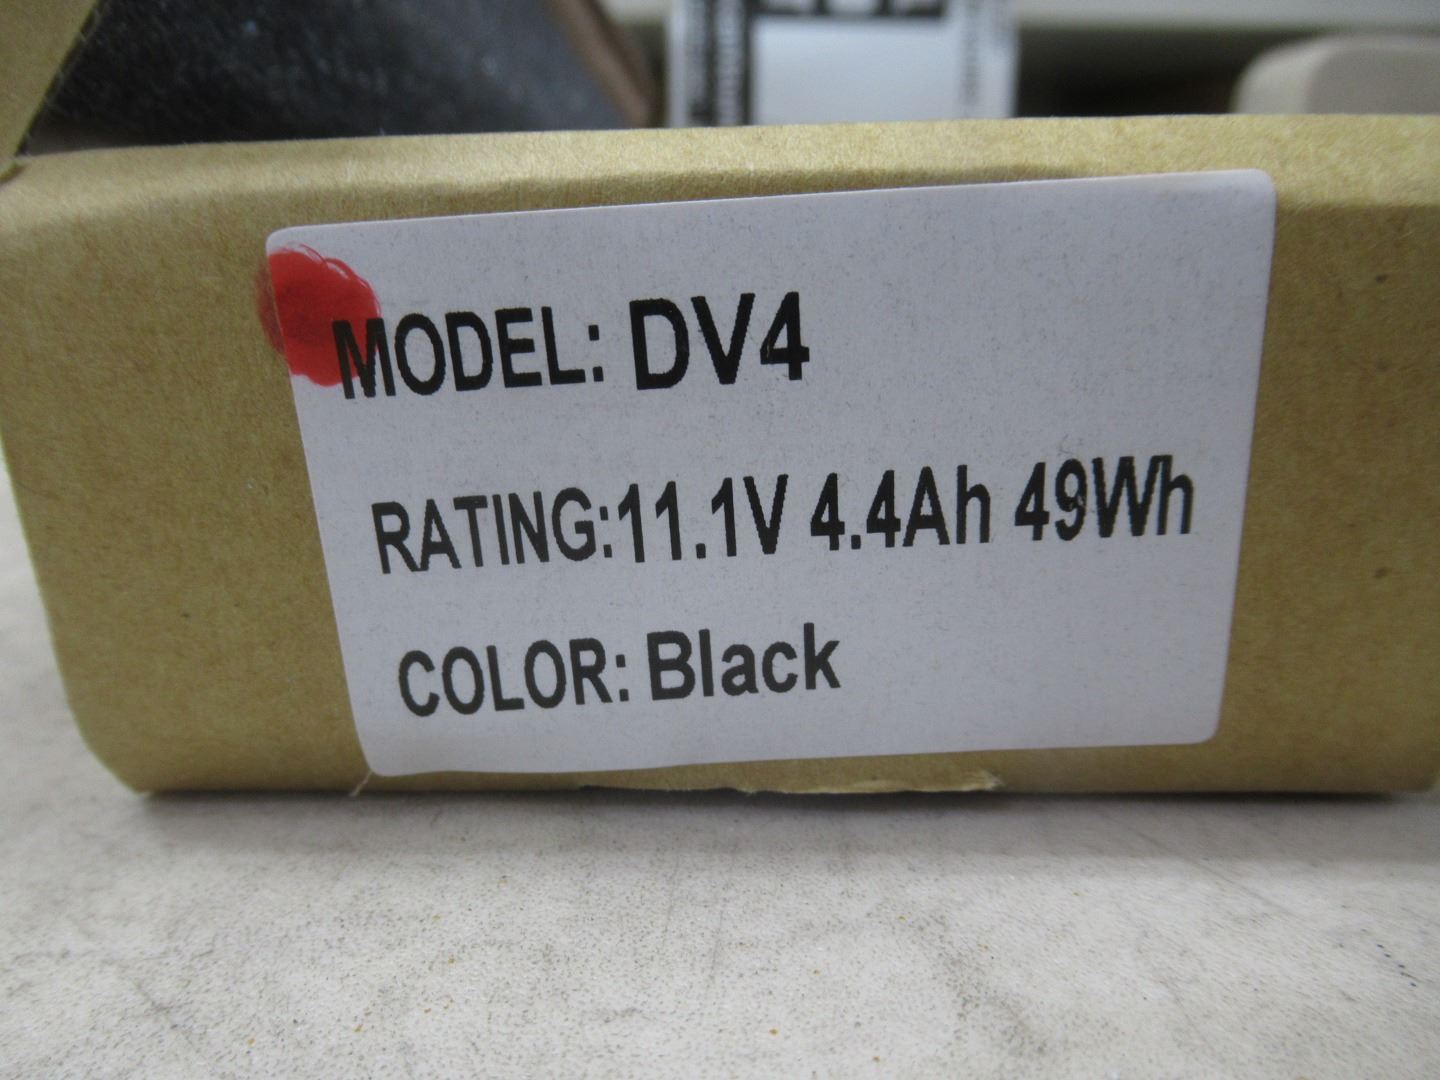 MODEL: DV4
RATING:11.1V 4.4Ah 49Wh
COLOR: Black